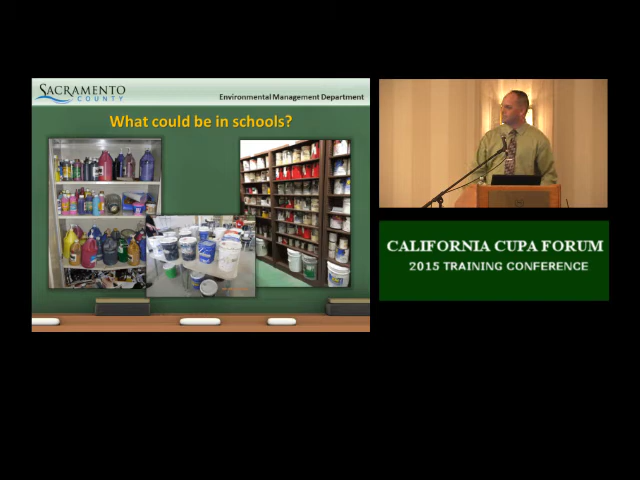 SACRAMENTO
COUNTY
Environmental Management Department
What could be in schools?
CALIFORNIA CUPA FORUM
2015 TRAINING CONFERENCE